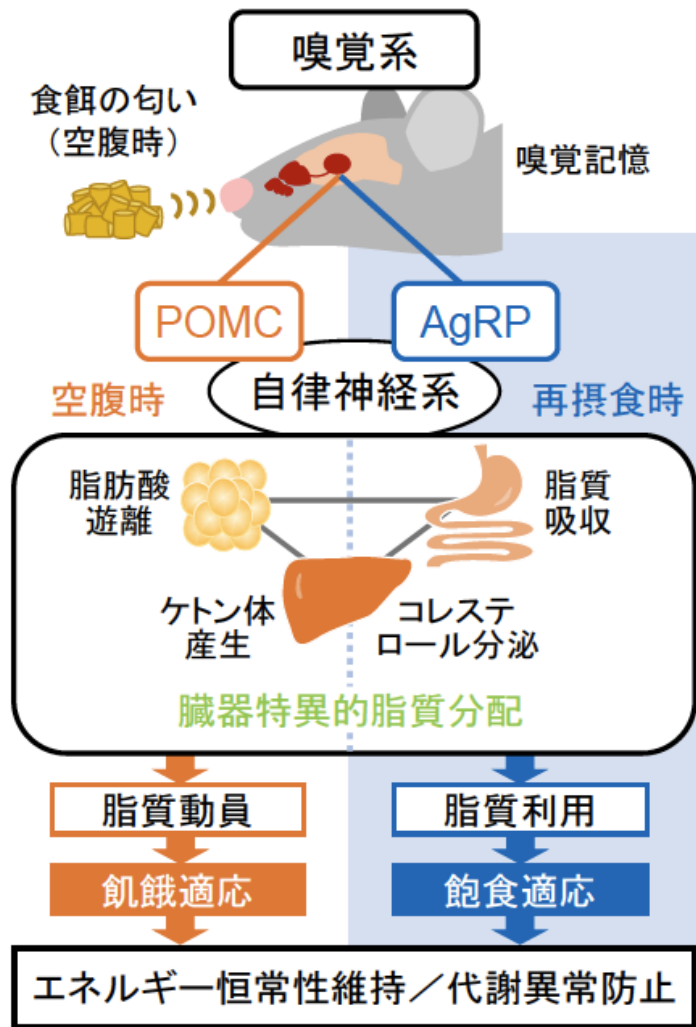 嗅覚系
食餌の匂い
（空腹時）
嗅覚記憶
POMC
AgRP
空腹時
自律神経系
再摂食時
脂肪酸
遊離
脂質
吸収
ケトン体
産生
コレステ
ロール分泌
臓器特異的脂質分配
脂質動員
脂質利用
飢餓適応
飽食適応
エネルギー恒常性維持／代謝異常防止